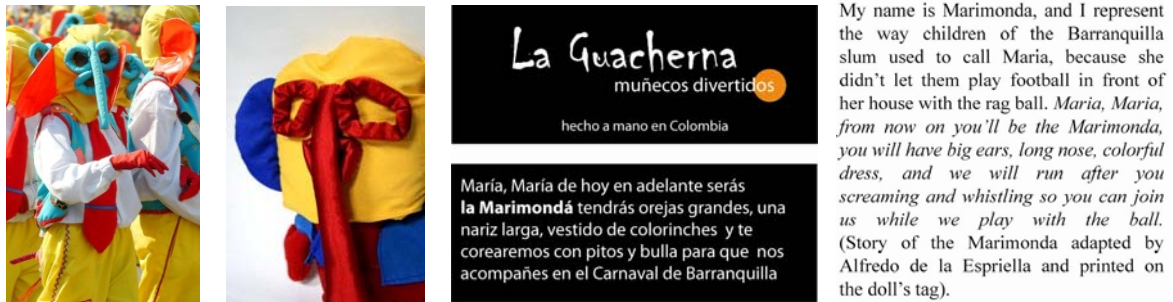 La Guacherna
muñecos divertidos
hecho a mano en Colombia
María, María de hoy en adelante serás
la Marimondá tendrás orejas grandes, una
nariz larga, vestido de colorinches y te
corearemos con pitos y bulla para que nos
acompañes en el Carnaval de Barranquilla
My name is Marimonda, and I represent
the way children of the Barranquilla
slum used to call Maria, because she
didn't let them play football in front of
her house with the rag ball. Maria, Maria,
from now on you'll be the Marimonda,
you will have big ears, long nose, colorful
dress, and we will run after you
screaming and whistling so you can join
us while we play with the ball.
(Story of the Marimonda adapted by
Alfredo de la Espriella and printed on
the doll's tag).